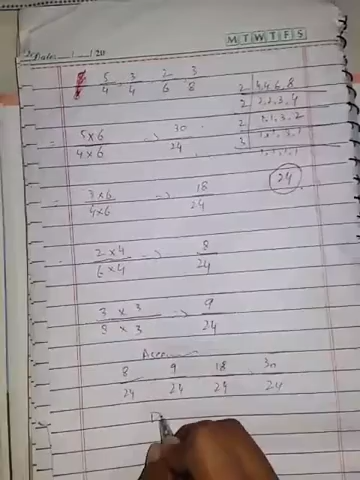 Date: / / 20
M T W T F S
5/4 3/4 2/6 3/8
2 | 4,4,6,8
2 | 2,2,3,4
2 | 1,1,3,2
3 | 1,1,3,1
1,1,1,1
24
= 5×6/4×6 → 30/24
3×6/4×6 → 18/24
2×4/6×4 → 8/24
3×3/8×3 → 9/24
8/24 9/24 18/24 30/24